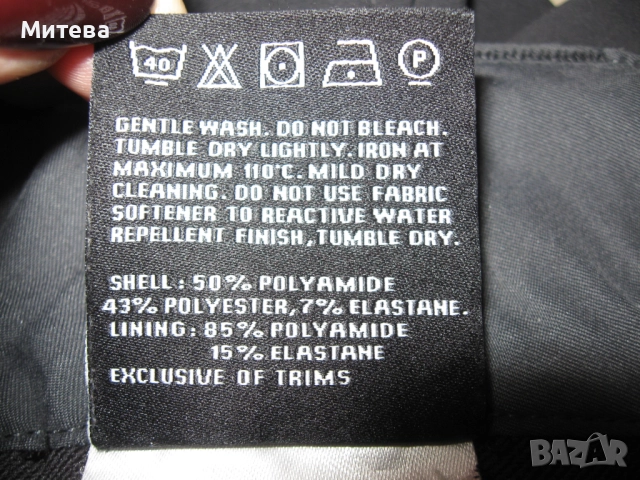 Митева
40
P
GENTLE WASH. DO NOT BLEACH.
TUMBLE DRY LIGHTLY. IRON AT
MAXIMUM 110°C. MILD DRY
CLEANING. DO NOT USE FABRIC
SOFTENER TO REACTIVE WATER
REPELLENT FINISH, TUMBLE DRY.
SHELL: 50% POLYAMIDE
43% POLYESTER, 7% ELASTANE.
LINING: 85% POLYAMIDE
15% ELASTANE
EXCLUSIVE OF TRIMS
BAZAR